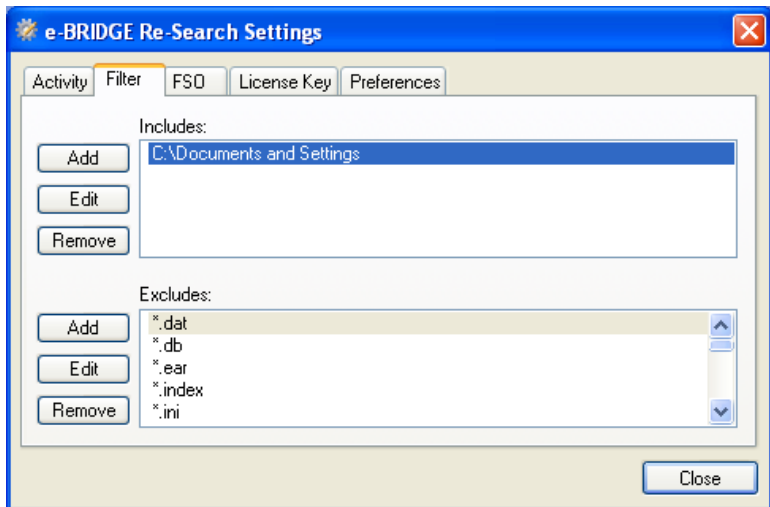 e-BRIDGE Re-Search Settings
Activity Filter FSO License Key Preferences
Includes:
Add
C:\Documents and Settings
Edit
Remove
Excludes:
Add
*.dat
*.db
Edit
*.ear
*.index
Remove
*.ini
Close